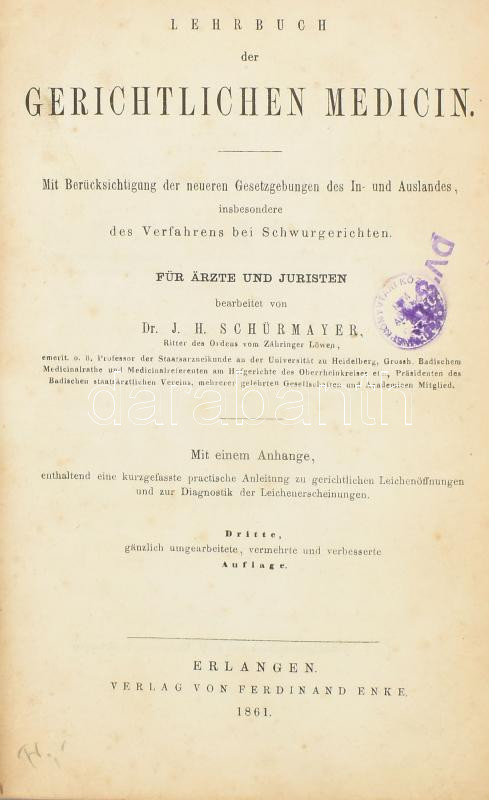 LEHRBUCH
der
GERICHTLICHEN MEDICIN.
Mit Berücksichtigung der neueren Gesetzgebungen des In- und Auslandes,
insbesondere
des Verfahrens bei Schwurgerichten.
FÜR ÄRZTE UND JURISTEN
bearbeitet von
Dr. J. H. SCHÜRMAYER,
Ritter des Ordens vom Zähringer Löwen,
emerit. o. ö. Professor der Staatsarzneikunde an der Universität zu Heidelberg, Grossh. Badischem
Medicinalrathe und Medicinalreferenten am Hofgerichte des Oberrheinkreises etc., Präsidenten des
Badischen staatsärztlichen Vereins, mehrerer gelehrten Gesellschaften und Academieen Mitglied.
darabanth
Mit einem Anhange,
enthaltend eine kurzgefasste practische Anleitung zu gerichtlichen Leichenöffnungen
und zur Diagnostik der Leichenerscheinungen.
Dritte,
gänzlich umgearbeitete, vermehrte und verbesserte
Auflage.
ERLANGEN.
VERLAG VON FERDINAND ENKE.
1861.